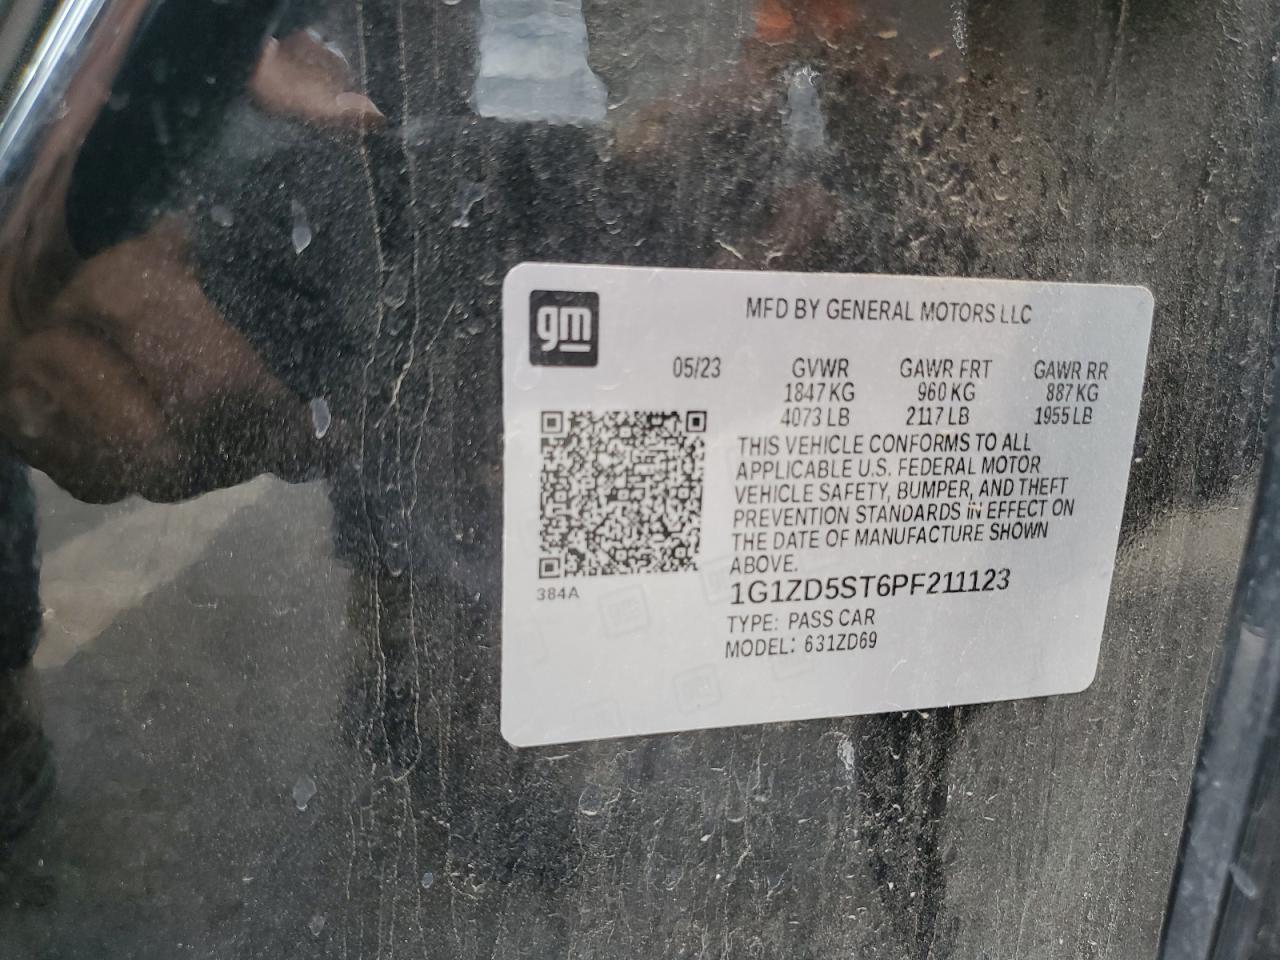 gm
MFD BY GENERAL MOTORS LLC
05/23 GVWR GAWR FRT GAWR RR
1847 KG 960 KG 887 KG
4073 LB 2117 LB 1955 LB
THIS VEHICLE CONFORMS TO ALL
APPLICABLE U.S. FEDERAL MOTOR
VEHICLE SAFETY, BUMPER, AND THEFT
PREVENTION STANDARDS IN EFFECT ON
THE DATE OF MANUFACTURE SHOWN
ABOVE.
384A
1G1ZD5ST6PF211123
TYPE: PASS CAR
MODEL: 631ZD69